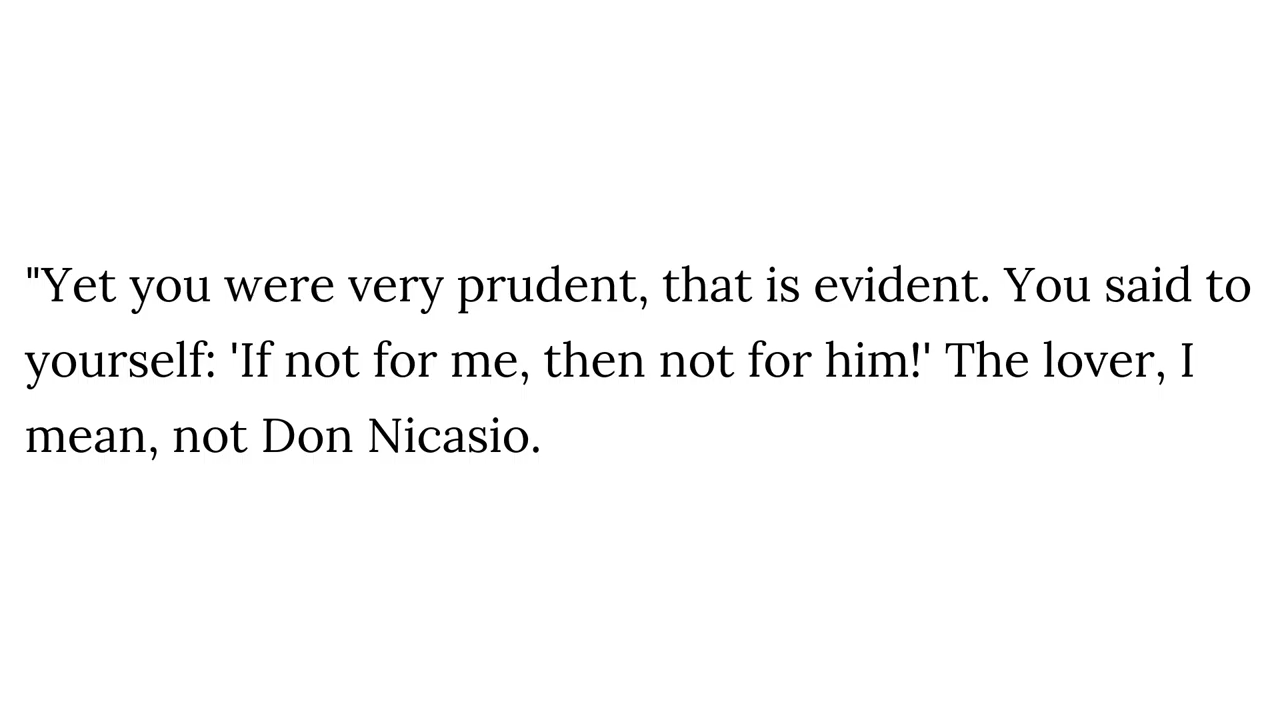 "Yet you were very prudent, that is evident. You said to
yourself: 'If not for me, then not for him!' The lover, I
mean, not Don Nicasio.